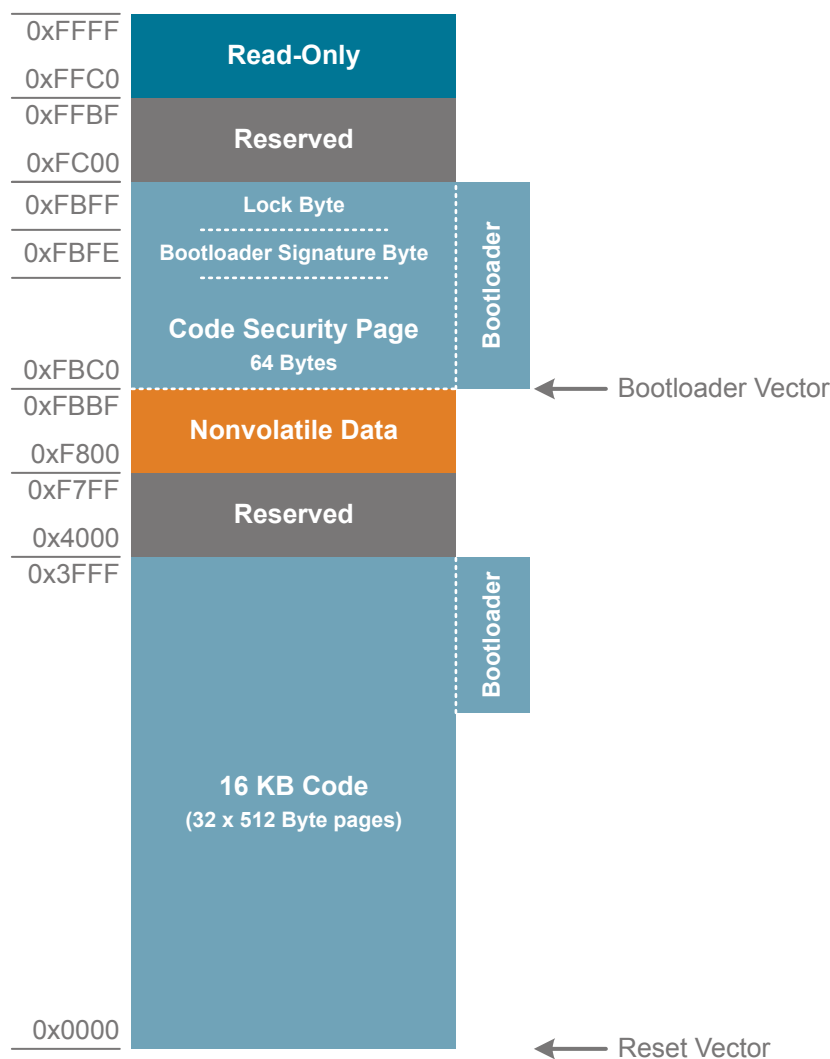 0xFFFF
Read-Only
0xFFC0
0xFFBF
Reserved
0xFC00
0xFBFF
Lock Byte
0xFBFE
Bootloader Signature Byte
Bootloader
Code Security Page
64 Bytes
0xFBC0
Bootloader Vector
0xFBBF
Nonvolatile Data
0xF800
0xF7FF
Reserved
0x4000
0x3FFF
Bootloader
16 KB Code
(32 x 512 Byte pages)
0x0000
Reset Vector